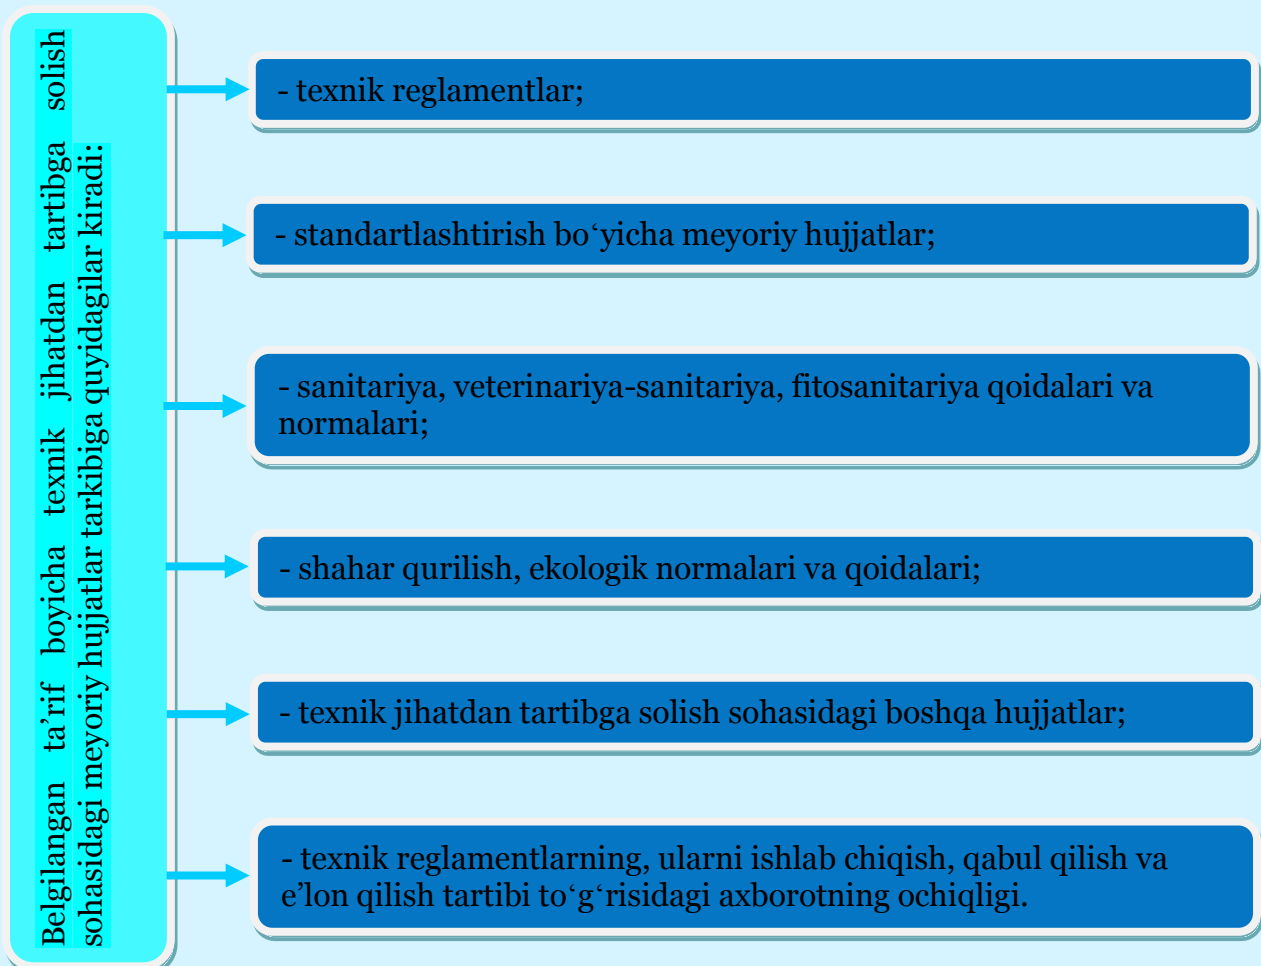 Belgilangan ta’rif boyicha texnik jihatdan tartibga solish
sohasidagi meyoriy hujjatlar tarkibiga quyidagilar kiradi:
- texnik reglamentlar;
- standartlashtirish bo‘yicha meyoriy hujjatlar;
- sanitariya, veterinariya-sanitariya, fitosanitariya qoidalari va
normalari;
- shahar qurilish, ekologik normalari va qoidalari;
- texnik jihatdan tartibga solish sohasidagi boshqa hujjatlar;
- texnik reglamentlarning, ularni ishlab chiqish, qabul qilish va
e’lon qilish tartibi to‘g‘risidagi axborotning ochiqligi.